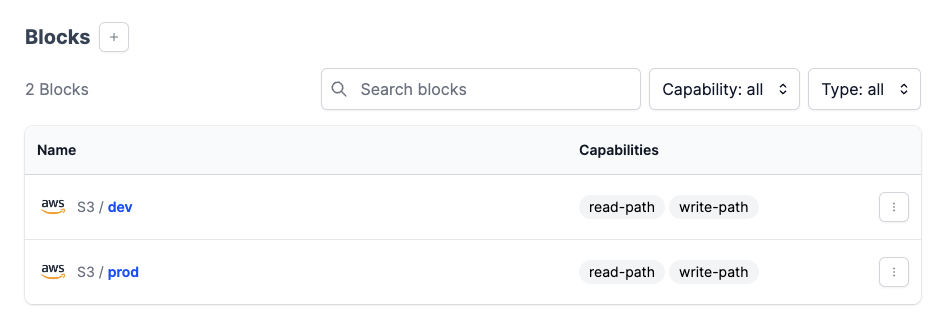 Blocks +
2 Blocks Search blocks Capability: all Type: all
Name Capabilities
aws S3 / dev read-path write-path
aws S3 / prod read-path write-path